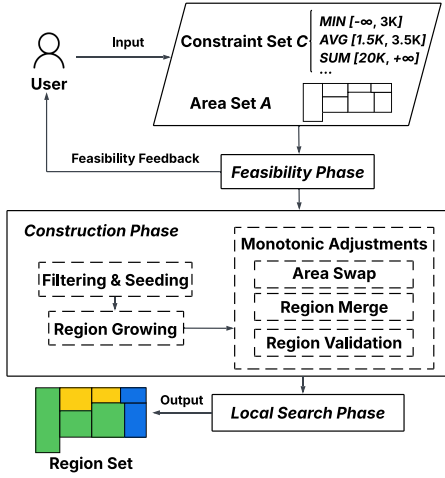 Input
User
Constraint Set C
MIN [-∞, 3K]
AVG [1.5K, 3.5K]
SUM [20K, +∞]
...
Area Set A
Feasibility Feedback
Feasibility Phase
Construction Phase
Filtering & Seeding
Region Growing
Monotonic Adjustments
Area Swap
Region Merge
Region Validation
Local Search Phase
Output
Region Set